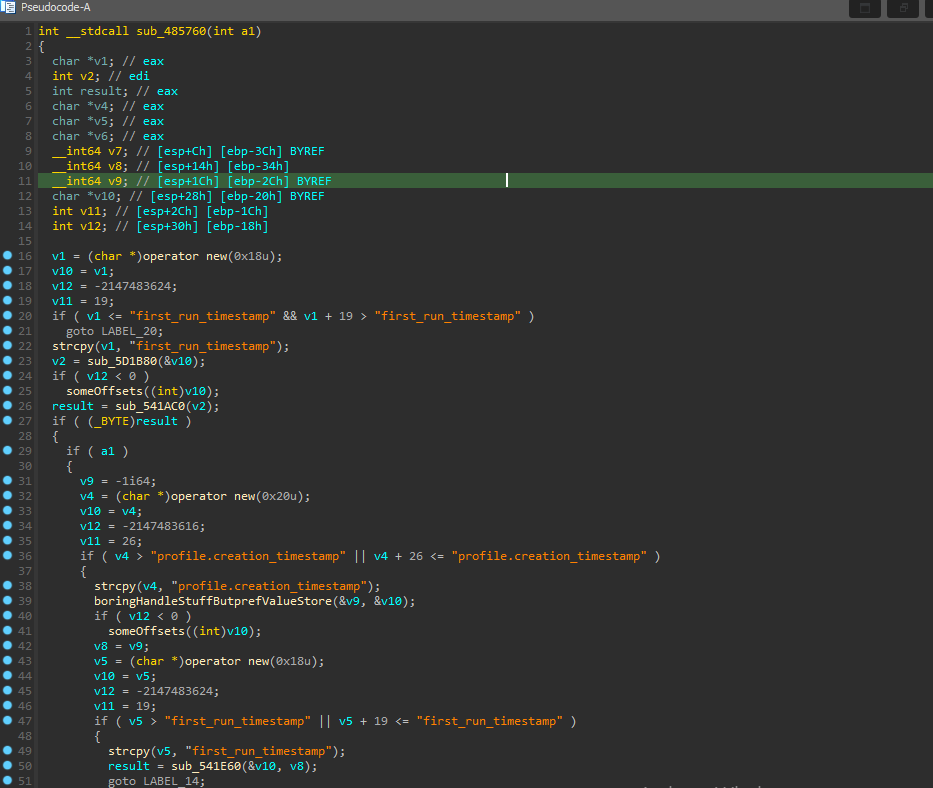 Pseudocode-A
1 int __stdcall sub_485760(int a1)
2 {
3 char *v1; // eax
4 int v2; // edi
5 int result; // eax
6 char *v4; // eax
7 char *v5; // eax
8 char *v6; // eax
9 __int64 v7; // [esp+Ch] [ebp-3Ch] BYREF
10 __int64 v8; // [esp+14h] [ebp-34h]
11 __int64 v9; // [esp+1Ch] [ebp-2Ch] BYREF
12 char *v10; // [esp+28h] [ebp-20h] BYREF
13 int v11; // [esp+2Ch] [ebp-1Ch]
14 int v12; // [esp+30h] [ebp-18h]
15
16 v1 = (char *)operator new(0x18u);
17 v10 = v1;
18 v12 = -2147483624;
19 v11 = 19;
20 if ( v1 <= "first_run_timestamp" && v1 + 19 > "first_run_timestamp" )
21 goto LABEL_20;
22 strcpy(v1, "first_run_timestamp");
23 v2 = sub_5D1B80(&v10);
24 if ( v12 < 0 )
25 someOffsets((int)v10);
26 result = sub_541AC0(v2);
27 if ( (_BYTE)result )
28 {
29 if ( a1 )
30 {
31 v9 = -1i64;
32 v4 = (char *)operator new(0x20u);
33 v10 = v4;
34 v12 = -2147483616;
35 v11 = 26;
36 if ( v4 > "profile.creation_timestamp" || v4 + 26 <= "profile.creation_timestamp" )
37 {
38 strcpy(v4, "profile.creation_timestamp");
39 boringHandleStuffButprefValueStore(&v9, &v10);
40 if ( v12 < 0 )
41 someOffsets((int)v10);
42 v8 = v9;
43 v5 = (char *)operator new(0x18u);
44 v10 = v5;
45 v12 = -2147483624;
46 v11 = 19;
47 if ( v5 > "first_run_timestamp" || v5 + 19 <= "first_run_timestamp" )
48 {
49 strcpy(v5, "first_run_timestamp");
50 result = sub_541E60(&v10, v8);
51 goto LABEL_14;